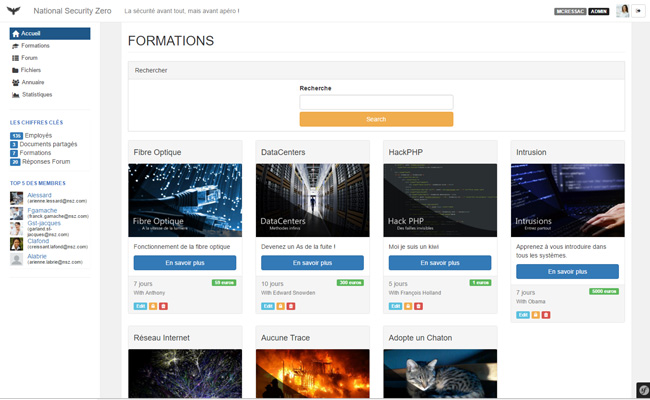 National Security Zero
La sécurité avant tout, mais avant apéro !
MCRESSAC ADMIN
Accueil
Formations
Forum
Fichiers
Annuaire
Statistiques
LES CHIFFRES CLÉS
135 Employés
3 Documents partagés
7 Formations
20 Réponses Forum
TOP 5 DES MEMBRES
Alessard
(arienne.lessard@nsz.com)
Fgamache
(franck.gamache@nsz.com)
Gst-jacques
(garland.st-
jacques@nsz.com)
Clafond
(creissant.lafond@nsz.com)
Alabrie
(arienne.labrie@nsz.com)
FORMATIONS
Rechercher
Recherche
Search
Fibre Optique
Fibre Optique
A la vitesse de la lumière
Fonctionnement de la fibre optique
En savoir plus
7 jours
59 euros
With Anthony
Edit
DataCenters
DataCenters
Méthodes infos
Devenez un As de la fuite !
En savoir plus
10 jours
300 euros
With Edward Snowden
Edit
HackPHP
Hack PHP
Des failles invisibles
Moi je suis un kiwi
En savoir plus
5 jours
1 euros
With François Holland
Edit
Intrusion
Intrusions
Entrez partout
Apprenez à vous introduire dans
tous les systèmes
En savoir plus
7 jours
5000 euros
With Obama
Edit
Réseau Internet
Aucune Trace
Adopte un Chaton